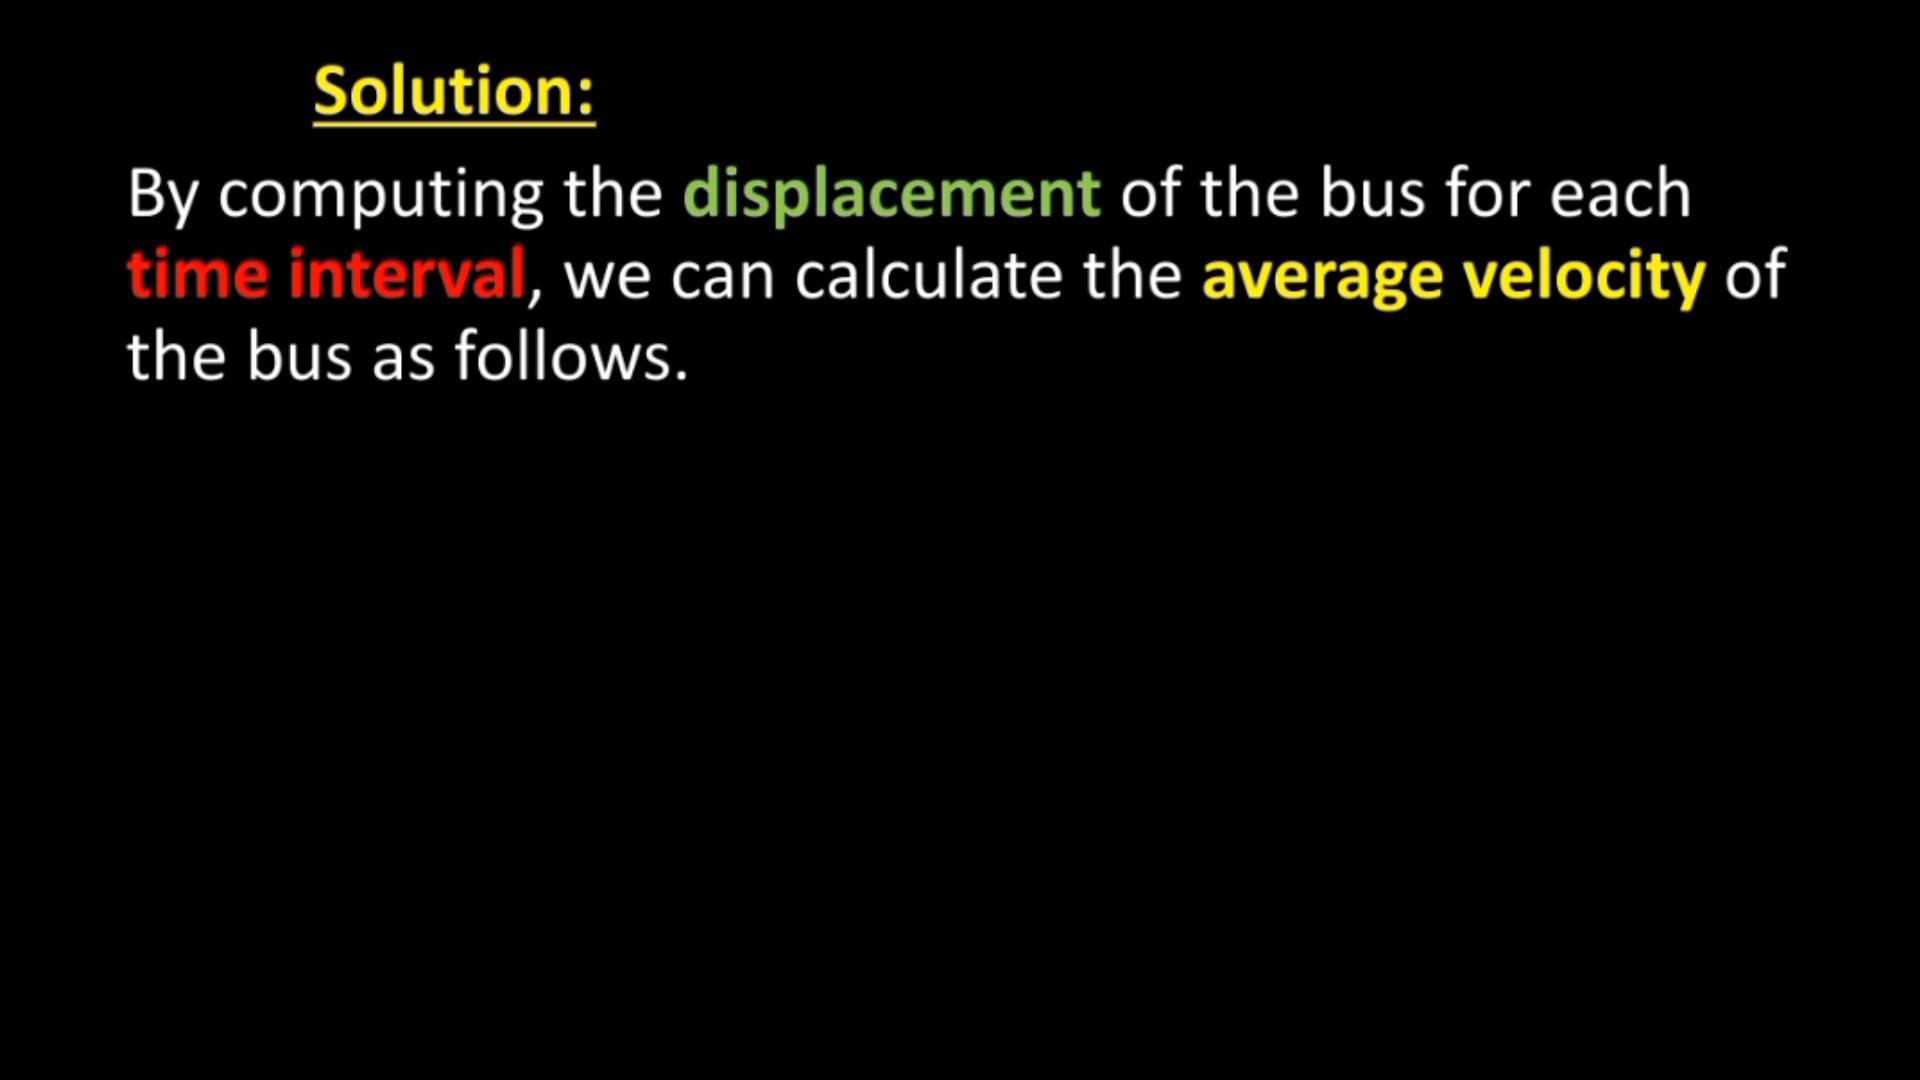 Solution:
By computing the displacement of the bus for each
time interval, we can calculate the average velocity of
the bus as follows.